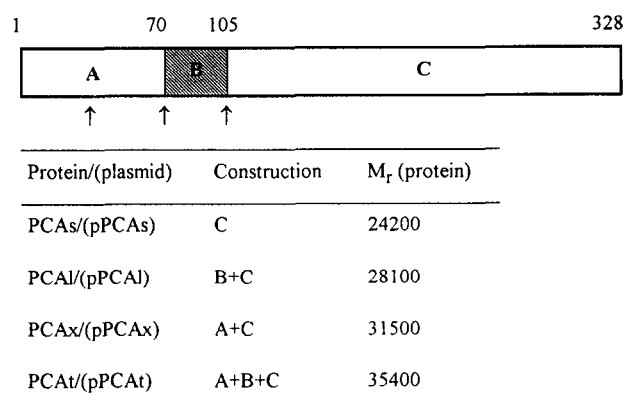 1 70 105 328
A B C
↑ ↑ ↑
Protein/(plasmid) Construction Mr (protein)
PCAs/(pPCAs) C 24200
PCAl/(pPCAl) B+C 28100
PCAx/(pPCAx) A+C 31500
PCAt/(pPCAt) A+B+C 35400